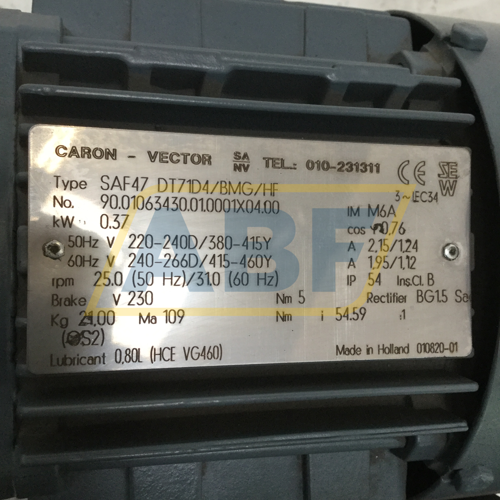 CARON - VECTOR SA NV TEL.: 010-231311 CE SEW
Type SAF47 DT71D4/BMG/HF 3~IEC34
No. 90.01063430.01.0001X04.00 IM M6A
kW 0.37 cos φ 0,76
50Hz V 220-240D/380-415Y A 2,15/1,24
60Hz V 240-266D/415-460Y A 1.95/1,12
rpm 25.0 (50 Hz)/31.0 (60 Hz) IP 54 Ins.Cl. B
Brake V 230 Nm 5 Rectifier BG1.5
Kg 21,00 Ma 109 Nm i 54.59 :1
Lubricant 0,80L (HCE VG460) Made in Holland 010820-01
ABF